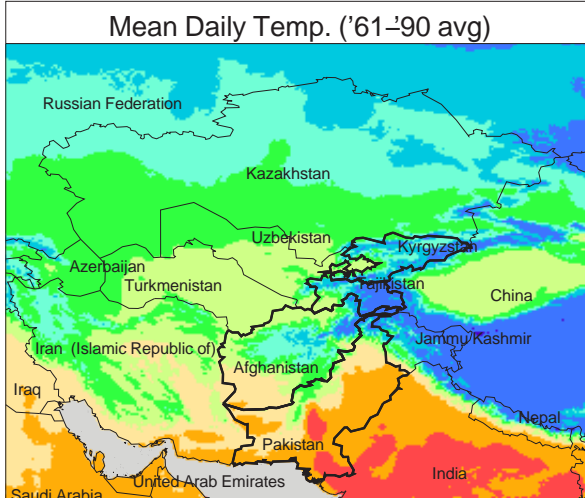 Mean Daily Temp. ('61–'90 avg)
Russian Federation
Kazakhstan
Uzbekistan
Kyrgyzstan
Azerbaijan
Turkmenistan
Tajikistan
China
Iran (Islamic Republic of)
Jammu Kashmir
Afghanistan
Iraq
Nepal
Pakistan
United Arab Emirates
India
Saudi Arabia